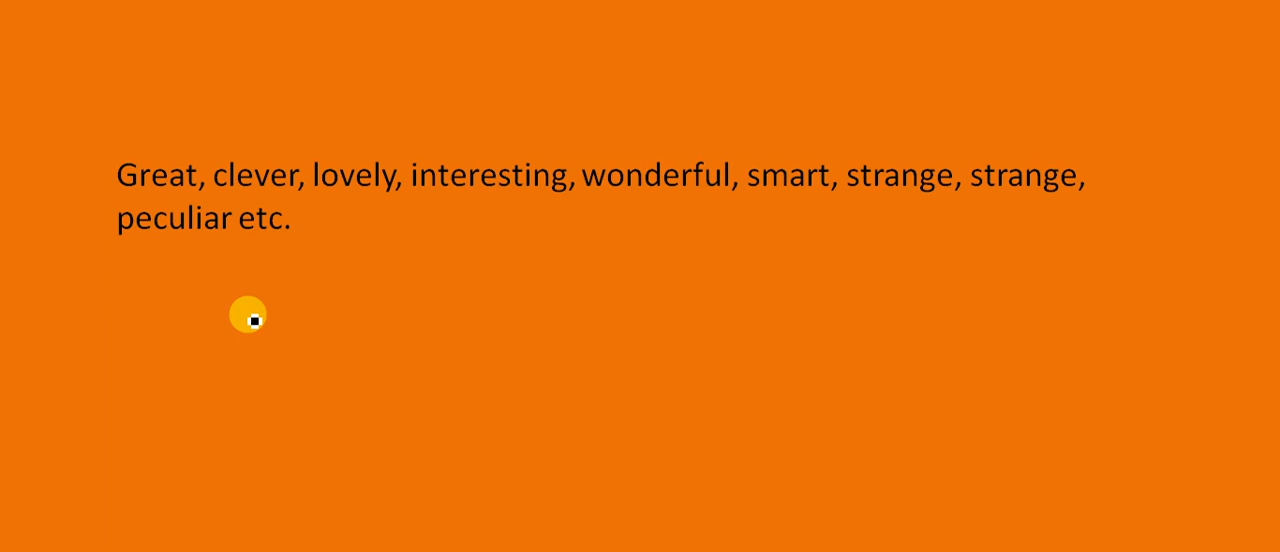 Great, clever, lovely, interesting, wonderful, smart, strange, strange,
peculiar etc.